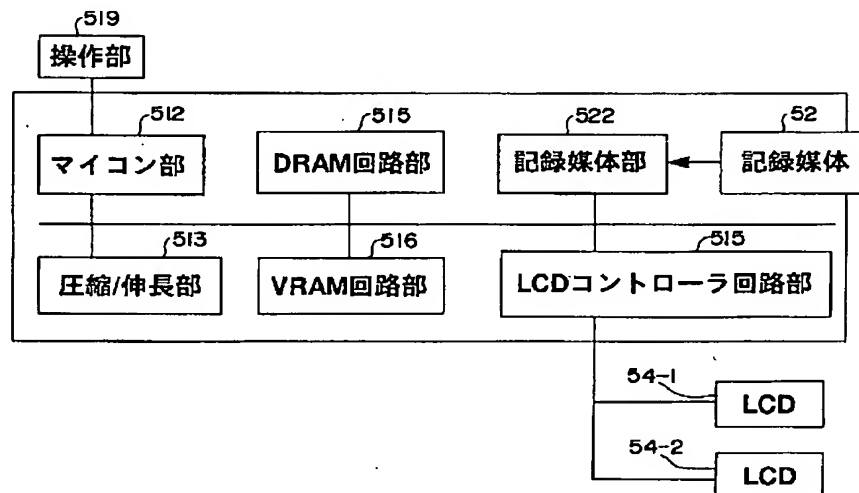 519
操作部
512
マイコン部
515
DRAM回路部
522
記録媒体部
52
記録媒体
513
圧縮/伸長部
516
VRAM回路部
515
LCDコントローラ回路部
54-1
LCD
54-2
LCD